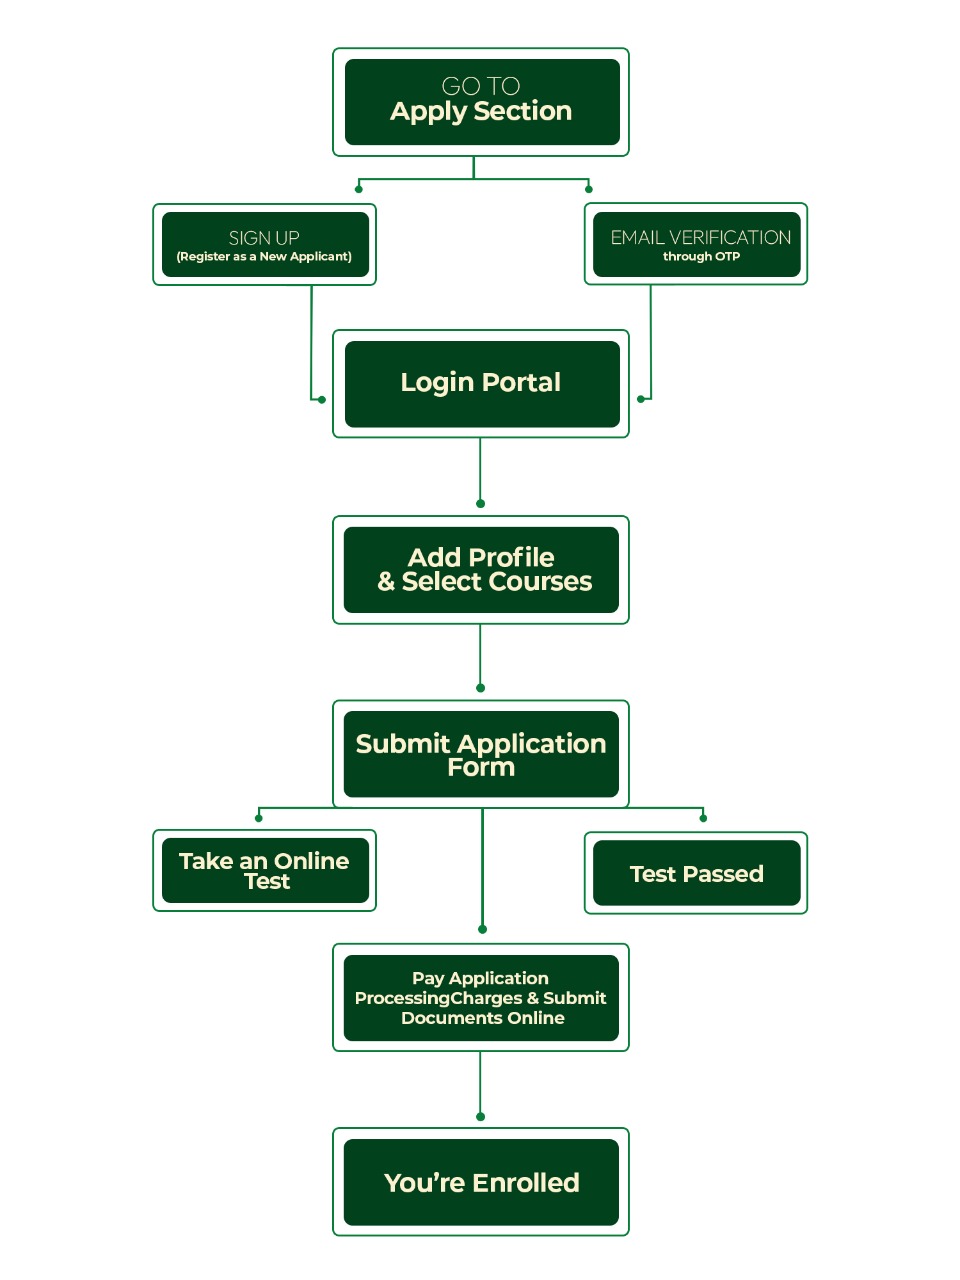 GO TO
Apply Section
SIGN UP
(Register as a New Applicant)
EMAIL VERIFICATION
through OTP
Login Portal
Add Profile
& Select Courses
Submit Application
Form
Take an Online
Test
Test Passed
Pay Application
ProcessingCharges & Submit
Documents Online
You’re Enrolled